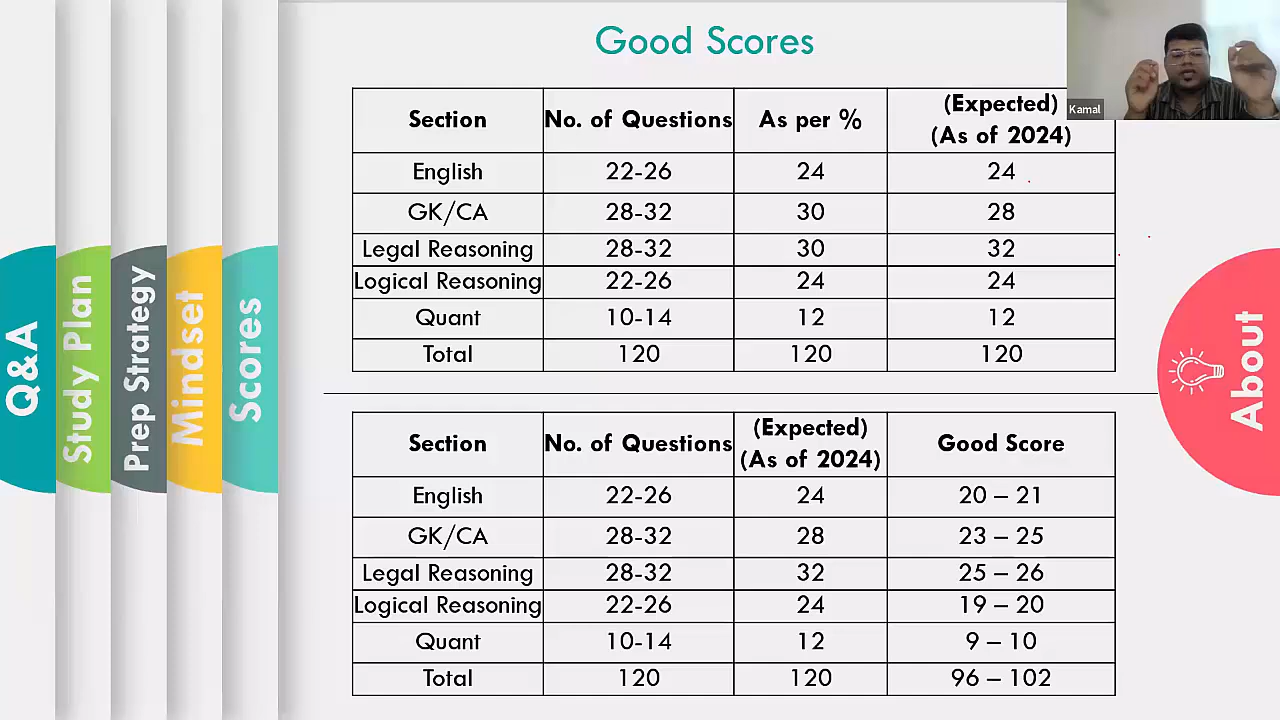 Good Scores
Kamal
Section No. of Questions As per % (Expected) (As of 2024)
English 22-26 24 24
GK/CA 28-32 30 28
Legal Reasoning 28-32 30 32
Logical Reasoning 22-26 24 24
Quant 10-14 12 12
Total 120 120 120
Section No. of Questions (Expected) (As of 2024) Good Score
English 22-26 24 20 – 21
GK/CA 28-32 28 23 – 25
Legal Reasoning 28-32 32 25 – 26
Logical Reasoning 22-26 24 19 – 20
Quant 10-14 12 9 – 10
Total 120 120 96 – 102
Q&A
Study Plan
Prep Strategy
Mindset
Scores
About